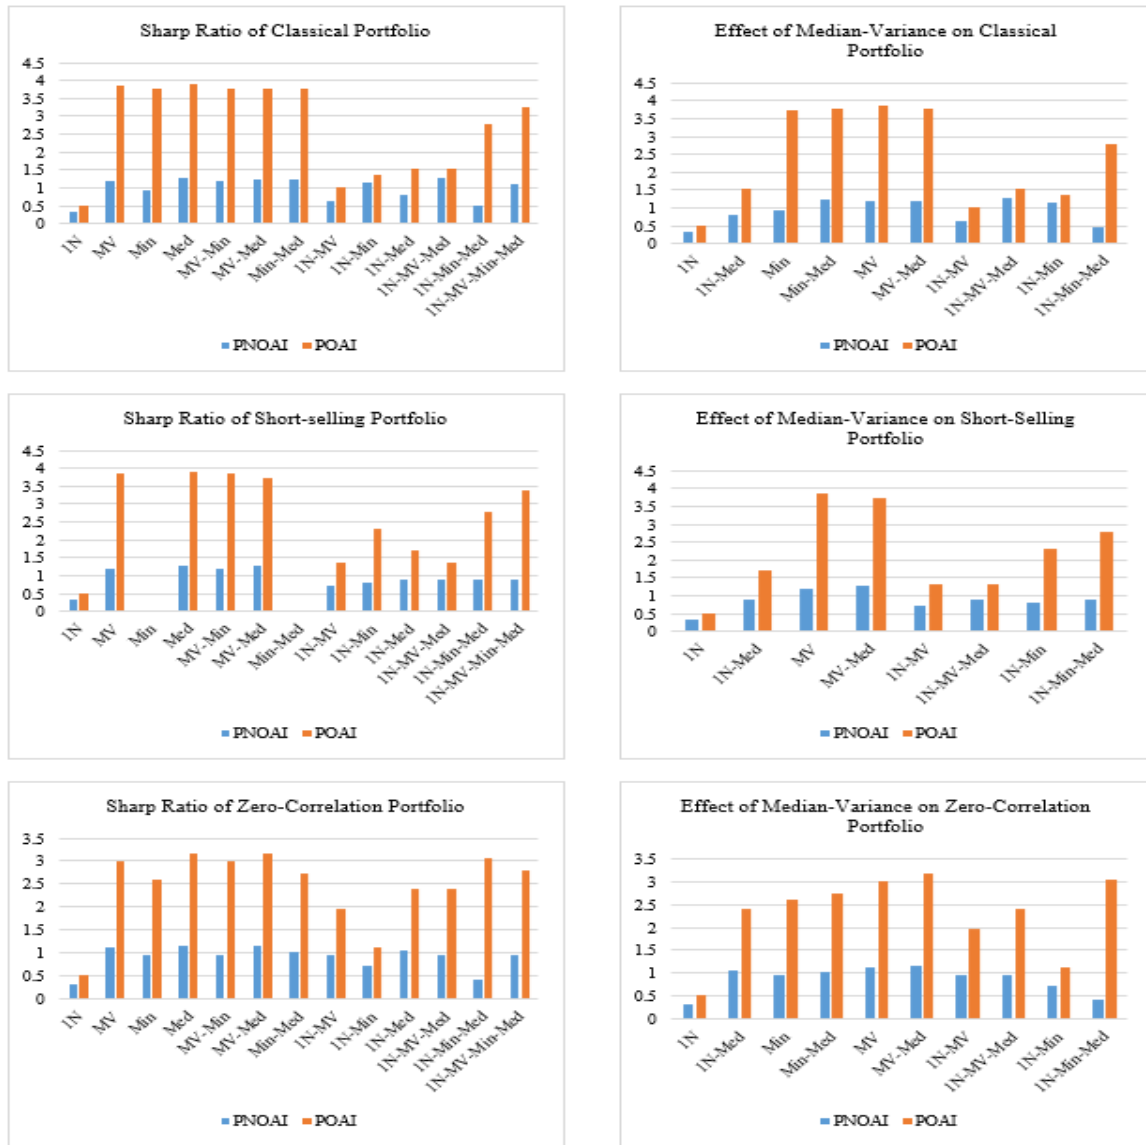 Sharp Ratio of Classical Portfolio
4.5
4
3.5
3
2.5
2
1.5
1
0.5
0
1N
MV
Min
Med
MV-Min
MV-Med
Min-Med
1N-MV
1N-Min
1N-Med
1N-MV-Med
1N-Min-Med
1N-MV-Min-Med
PNOAI POAI
Effect of Median-Variance on Classical
Portfolio
4.5
4
3.5
3
2.5
2
1.5
1
0.5
0
1N
1N-Med
Min
Min-Med
MV
MV-Med
1N-MV
1N-MV-Med
1N-Min
1N-Min-Med
PNOAI POAI
Sharp Ratio of Short-selling Portfolio
4.5
4
3.5
3
2.5
2
1.5
1
0.5
0
1N
MV
Min
Med
MV-Min
MV-Med
Min-Med
1N-MV
1N-Min
1N-Med
1N-MV-Med
1N-Min-Med
1N-MV-Min-Med
PNOAI POAI
Effect of Median-Variance on Short-Selling
Portfolio
4.5
4
3.5
3
2.5
2
1.5
1
0.5
0
1N
1N-Med
MV
MV-Med
1N-MV
1N-MV-Med
1N-Min
1N-Min-Med
PNOAI POAI
Sharp Ratio of Zero-Correlation Portfolio
3.5
3
2.5
2
1.5
1
0.5
0
1N
MV
Min
Med
MV-Min
MV-Med
Min-Med
1N-MV
1N-Min
1N-Med
1N-MV-Med
1N-Min-Med
1N-MV-Min-Med
PNOAI POAI
Effect of Median-Variance on Zero-Correlation
Portfolio
3.5
3
2.5
2
1.5
1
0.5
0
1N
1N-Med
Min
Min-Med
MV
MV-Med
1N-MV
1N-MV-Med
1N-Min
1N-Min-Med
PNOAI POAI